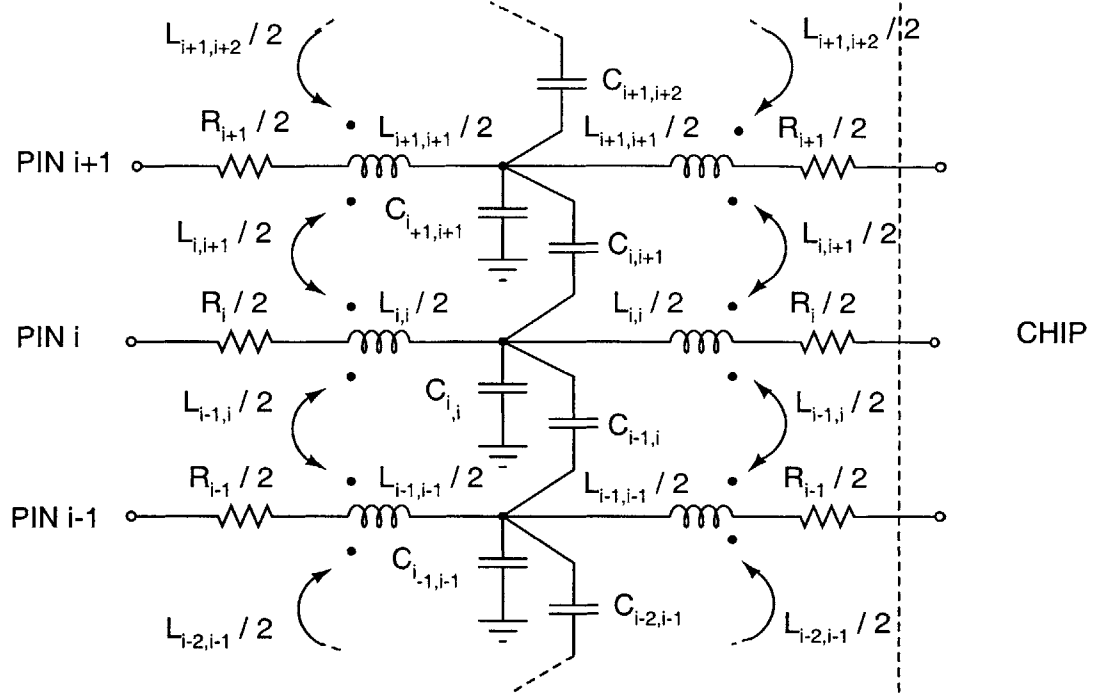 L_{i+1,i+2} / 2 L_{i+1,i+2} / 2
C_{i+1,i+2}
R_{i+1} / 2 L_{i+1,i+1} / 2 L_{i+1,i+1} / 2 R_{i+1} / 2
PIN i+1
C_{i+1,i+1}
L_{i,i+1} / 2 C_{i,i+1} L_{i,i+1} / 2
R_i / 2 L_{i,i} / 2 L_{i,i} / 2 R_i / 2
PIN i CHIP
C_{i,i}
L_{i-1,i} / 2 C_{i-1,i} L_{i-1,i} / 2
R_{i-1} / 2 L_{i-1,i-1} / 2 L_{i-1,i-1} / 2 R_{i-1} / 2
PIN i-1
C_{i-1,i-1}
C_{i-2,i-1}
L_{i-2,i-1} / 2 L_{i-2,i-1} / 2